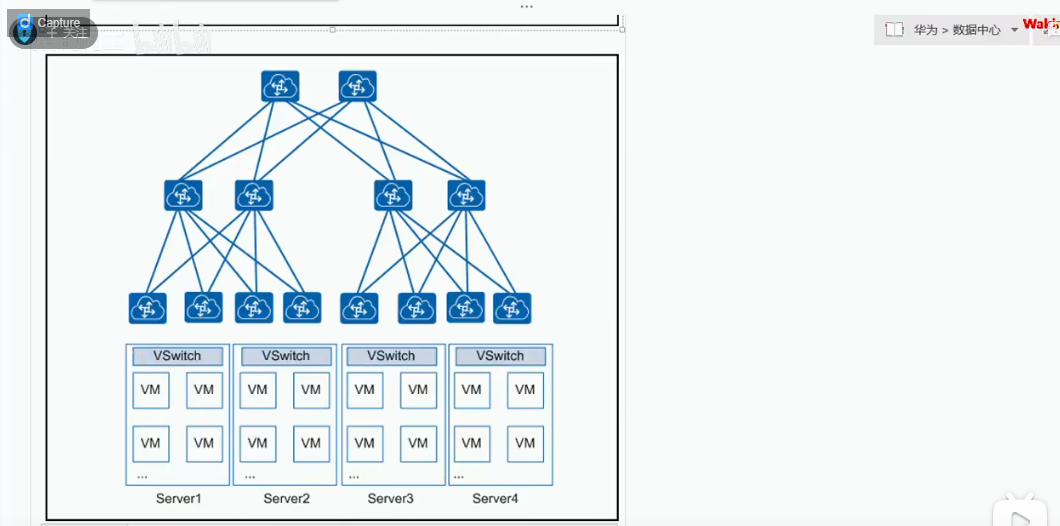 ...
Capture
+ 关注
华为 > 数据中心
VSwitch VSwitch VSwitch VSwitch
VM VM VM VM VM VM VM VM
VM VM VM VM VM VM VM VM
... ... ... ...
Server1 Server2 Server3 Server4